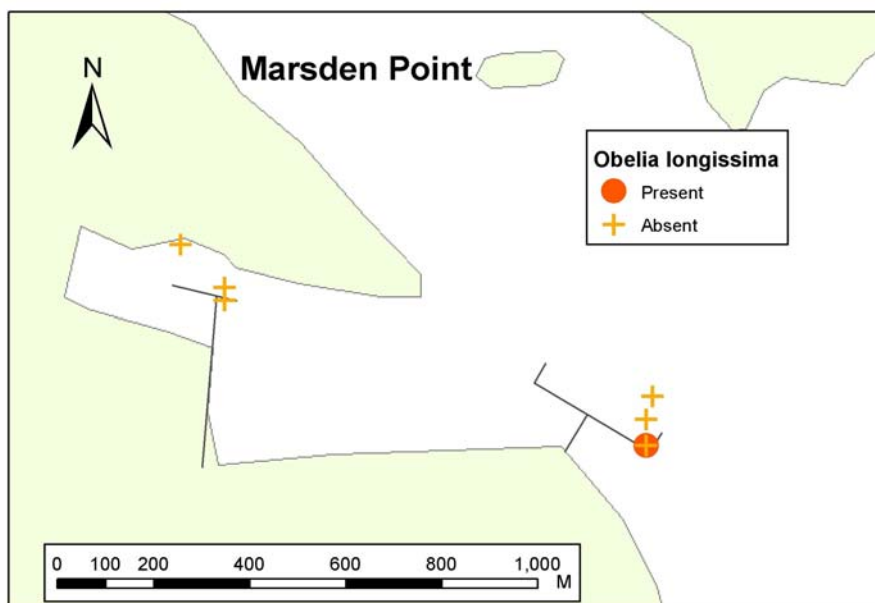 Marsden Point
N
Obelia longissima
Present
Absent
0 100 200 400 600 800 1,000
M